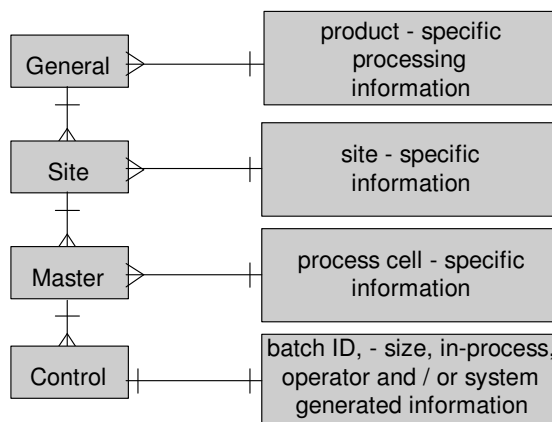 General
product - specific
processing
information
Site
site - specific
information
Master
process cell - specific
information
Control
batch ID, - size, in-process,
operator and / or system
generated information